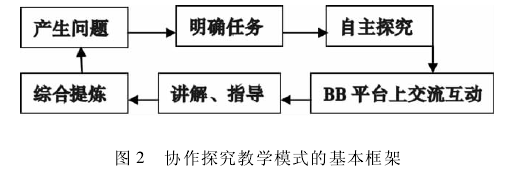 产生问题 明确任务 自主探究
综合提炼 讲解、指导 BB 平台上交流互动
图 2 协作探究教学模式的基本框架